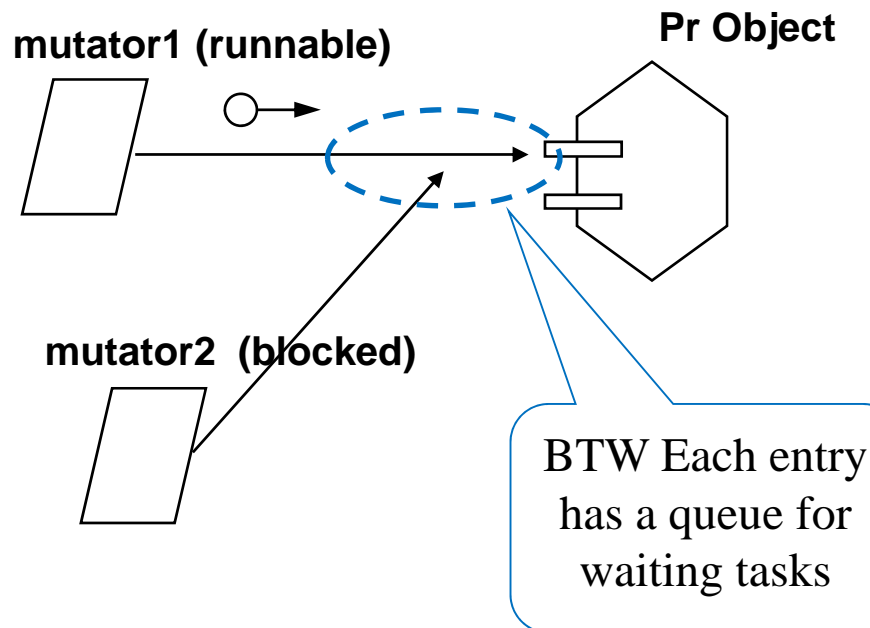 Pr Object
mutator1 (runnable)
mutator2 (blocked)
BTW Each entry
has a queue for
waiting tasks